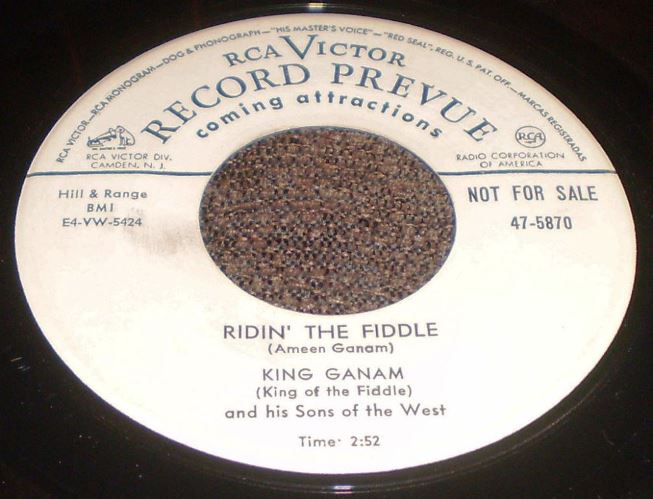 RCA VICTOR—RCA MONOGRAM—DOG & PHONOGRAPH—"HIS MASTER'S VOICE"—"RED SEAL", REG. U.S. PAT. OFF.—MARCAS REGISTRADAS
RCA VICTOR
RECORD PREVUE
coming attractions
RCA VICTOR DIV.
CAMDEN, N. J.
RCA
RADIO CORPORATION
OF AMERICA
Hill & Range
BMI
E4-VW-5424
NOT FOR SALE
47-5870
RIDIN' THE FIDDLE
(Ameen Ganam)
KING GANAM
(King of the Fiddle)
and his Sons of the West
Time: 2:52